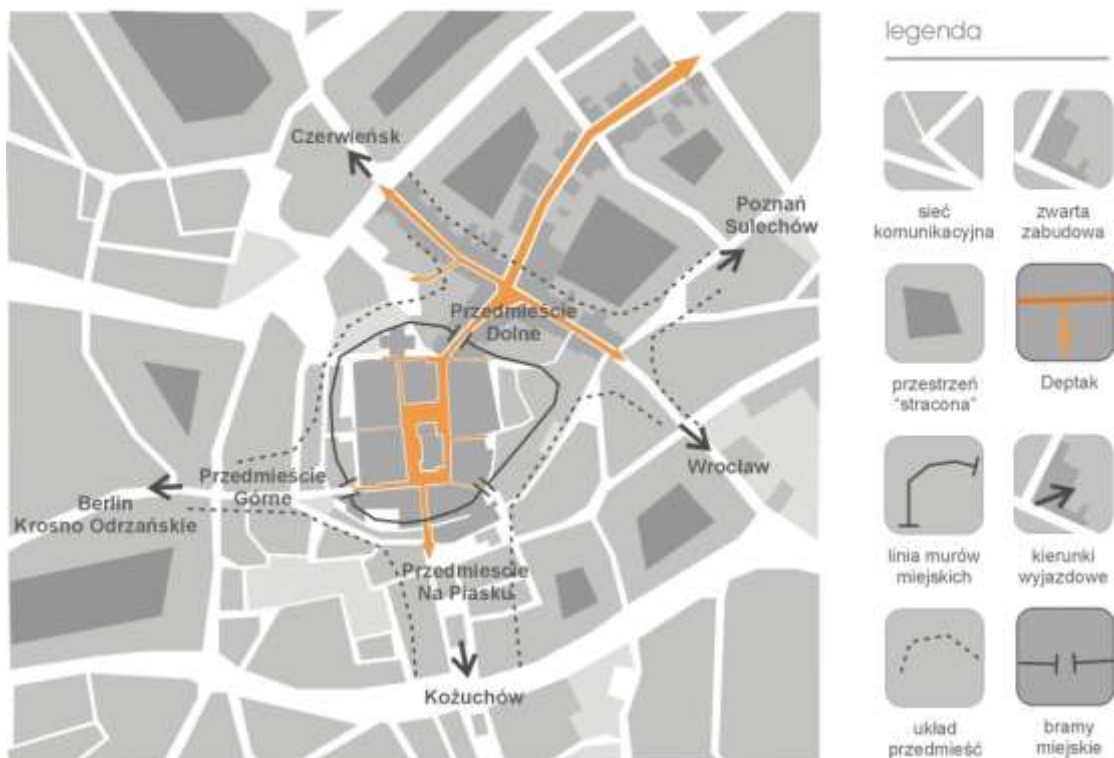 Czerwieńsk
Poznań
Sulechów
Przedmieście
Dolne
Przedmieście
Górne
Berlin
Krosno Odrzańskie
Wrocław
Przedmiescie
Na Piasku
Kożuchów
legenda
sieć
komunikacyjna
zwarta
zabudowa
przestrzeń
"stracona"
Deptak
linia murów
miejskich
kierunki
wyjazdowe
układ
przedmieść
bramy
miejskie